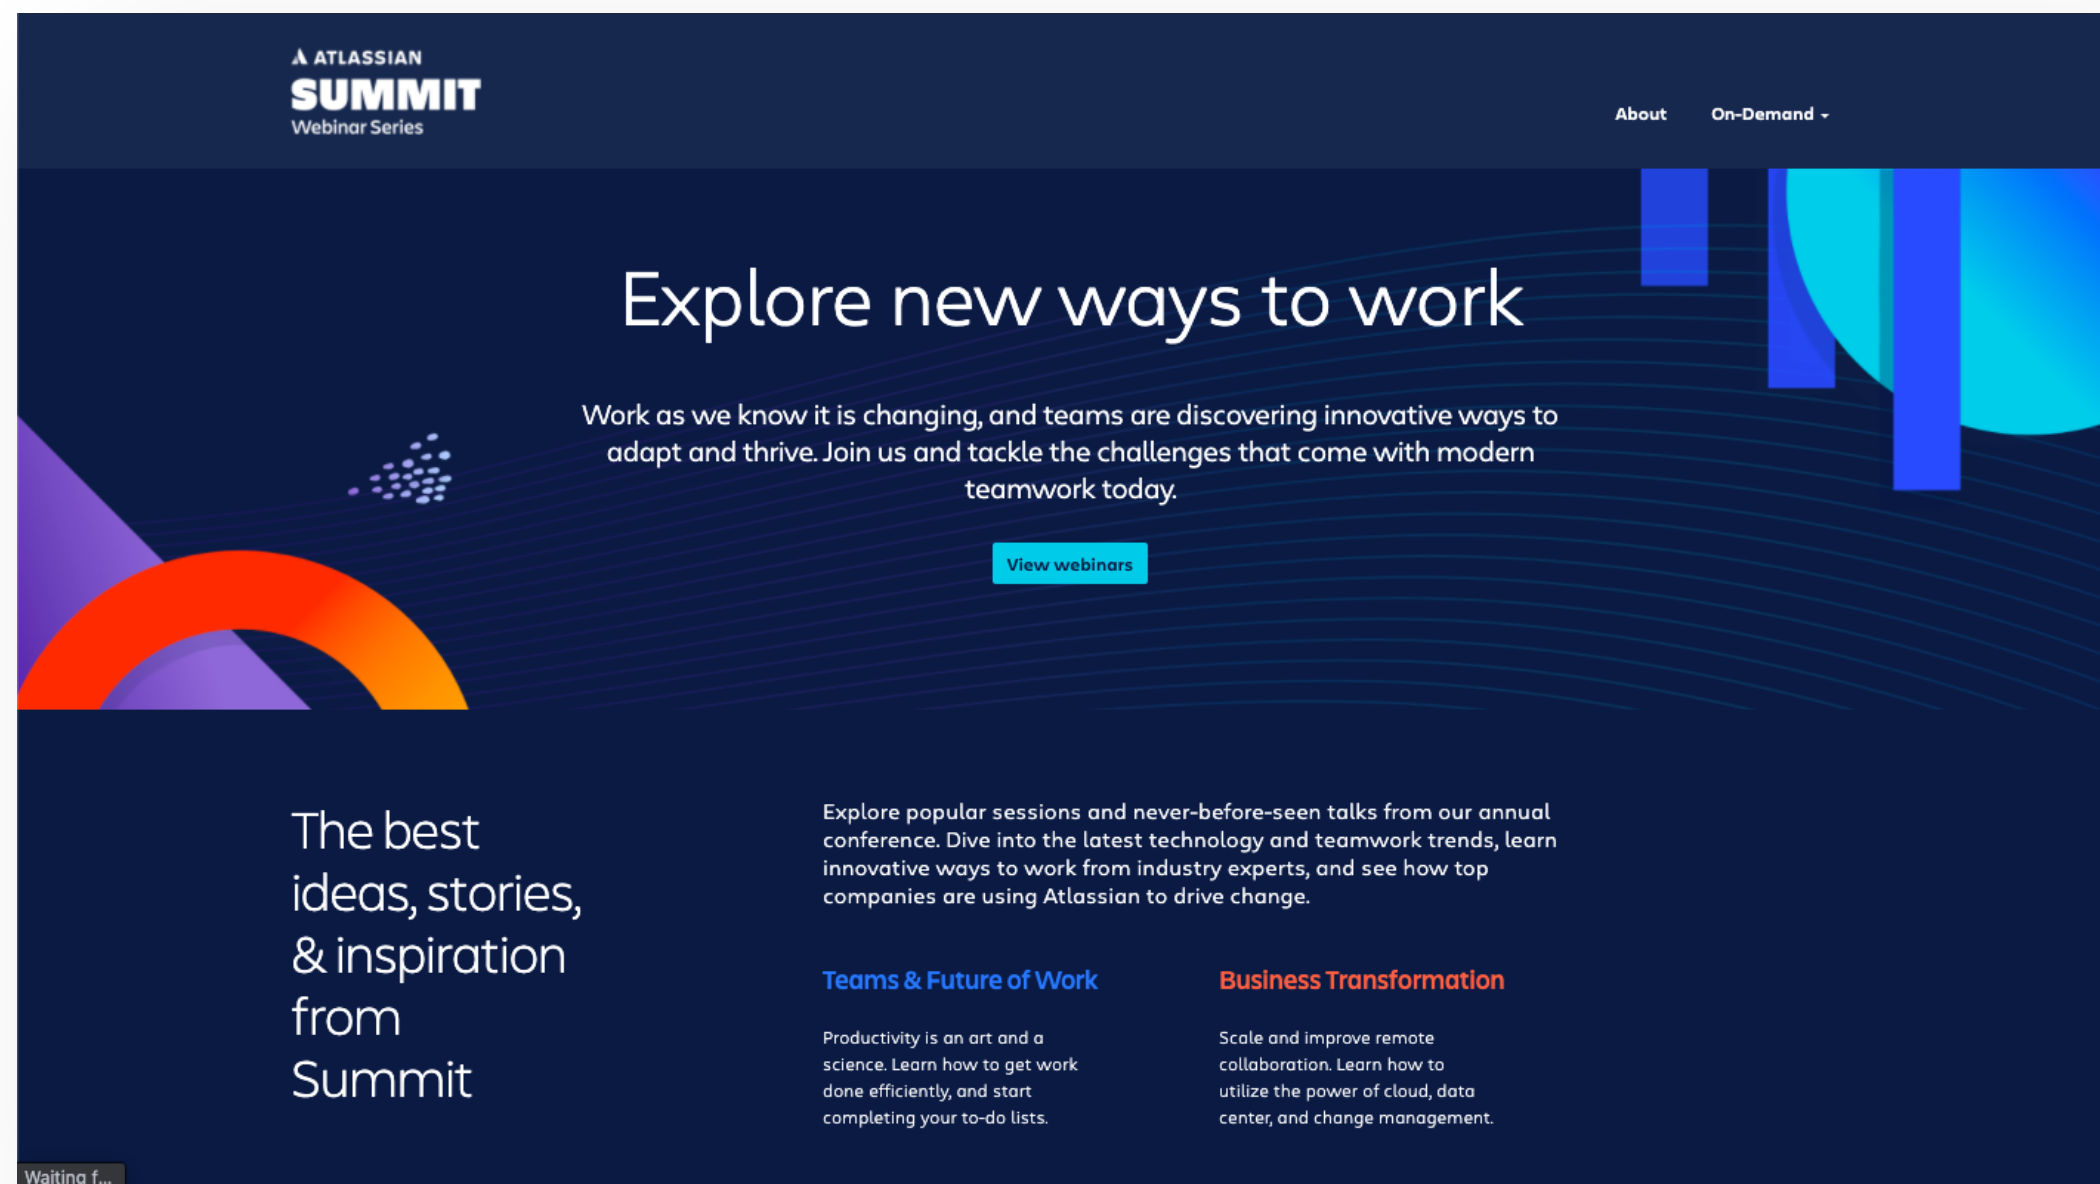 ATLASSIAN
SUMMIT
Webinar Series
About On-Demand
Explore new ways to work
Work as we know it is changing, and teams are discovering innovative ways to
adapt and thrive. Join us and tackle the challenges that come with modern
teamwork today.
View webinars
The best
ideas, stories,
& inspiration
from
Summit
Explore popular sessions and never-before-seen talks from our annual
conference. Dive into the latest technology and teamwork trends, learn
innovative ways to work from industry experts, and see how top
companies are using Atlassian to drive change.
Teams & Future of Work
Productivity is an art and a
science. Learn how to get work
done efficiently, and start
completing your to-do lists.
Business Transformation
Scale and improve remote
collaboration. Learn how to
utilize the power of cloud, data
center, and change management.
Waiting f...